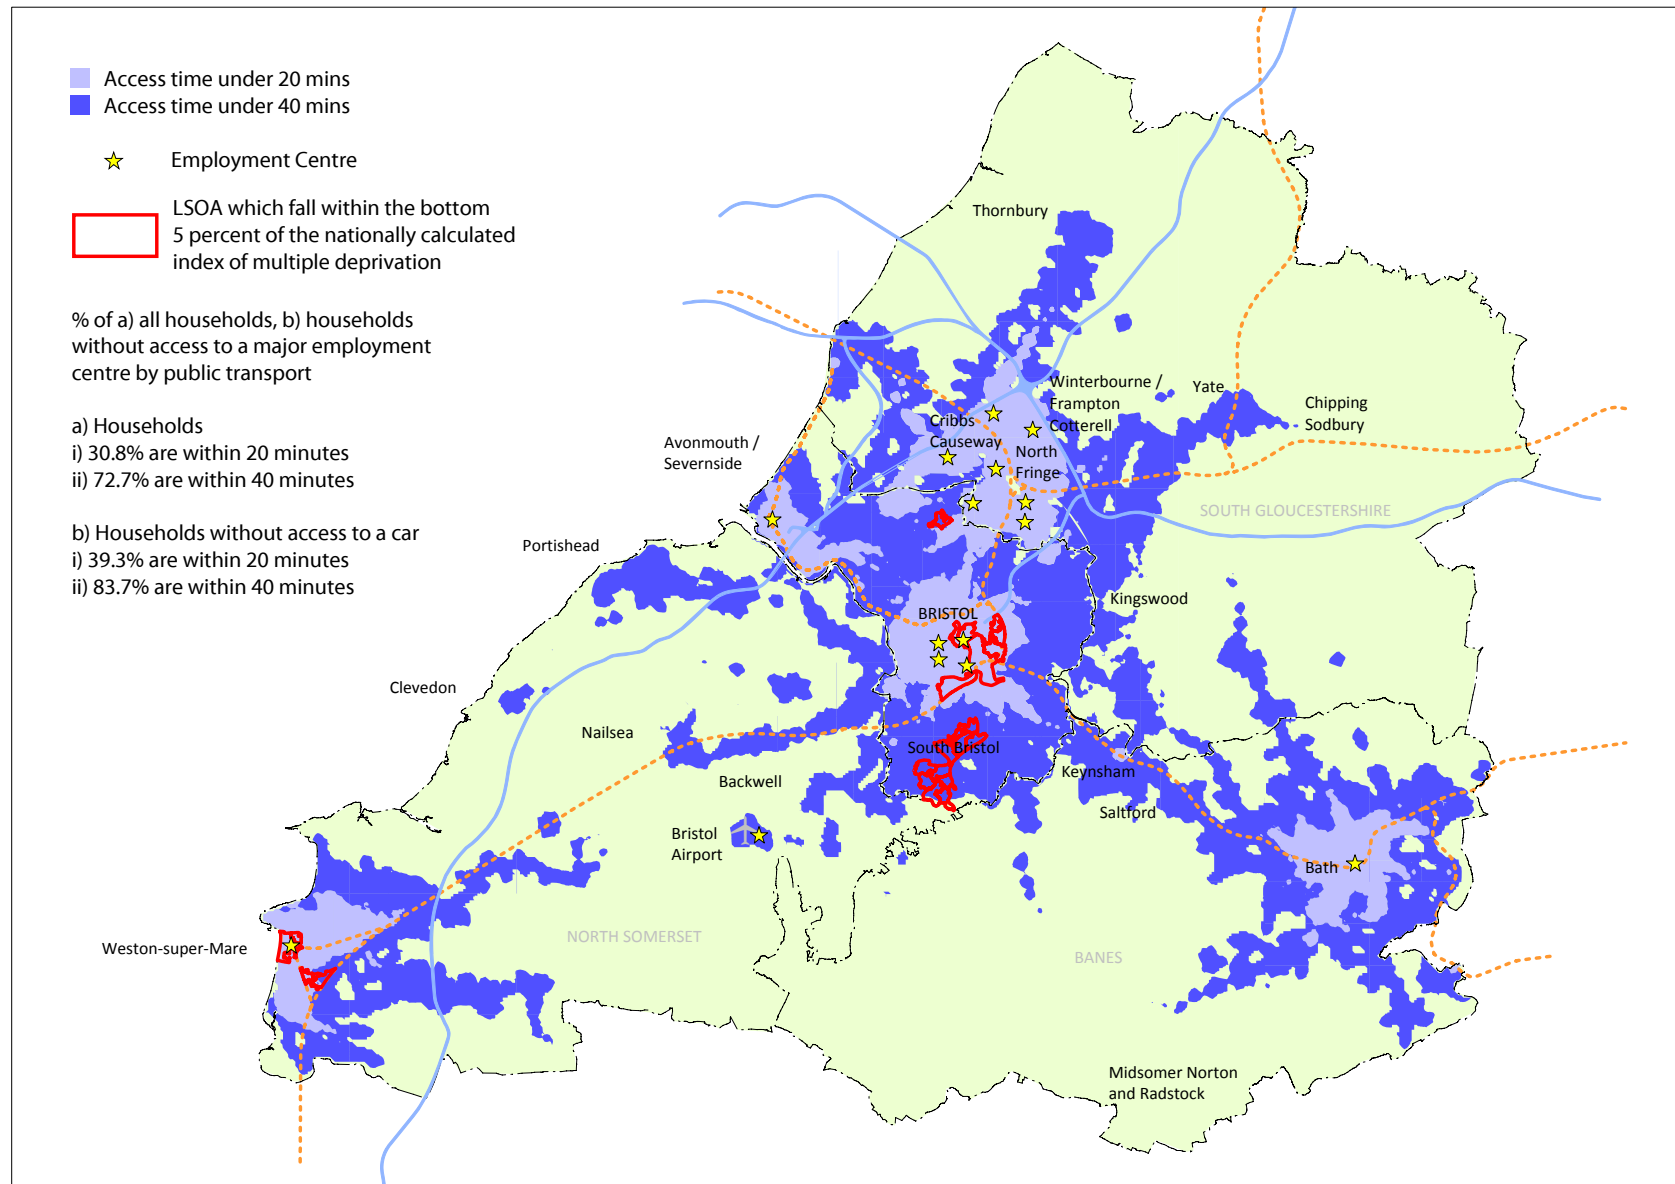 Access time under 20 mins
Access time under 40 mins
Employment Centre
LSOA which fall within the bottom
5 percent of the nationally calculated
index of multiple deprivation
% of a) all households, b) households
without access to a major employment
centre by public transport
a) Households
i) 30.8% are within 20 minutes
ii) 72.7% are within 40 minutes
b) Households without access to a car
i) 39.3% are within 20 minutes
ii) 83.7% are within 40 minutes
Thornbury
Winterbourne /
Frampton
Cotterell
Yate
Chipping
Sodbury
Cribbs
Causeway
North
Fringe
Avonmouth /
Severnside
SOUTH GLOUCESTERSHIRE
Portishead
Kingswood
BRISTOL
Clevedon
Nailsea
South Bristol
Backwell
Keynsham
Saltford
Bristol
Airport
Bath
Weston-super-Mare
NORTH SOMERSET
BANES
Midsomer Norton
and Radstock